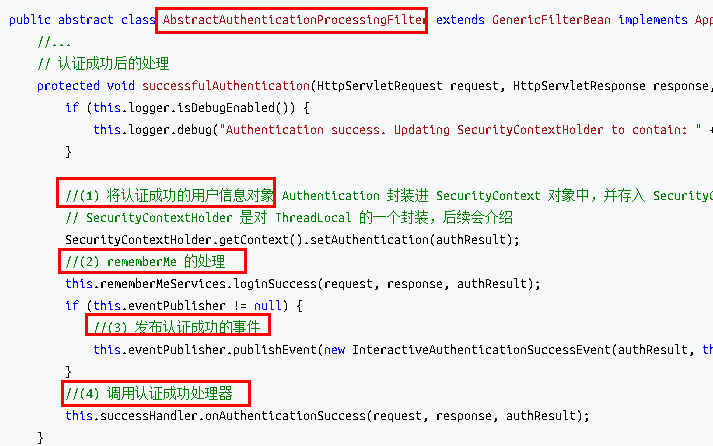 public abstract class AbstractAuthenticationProcessingFilter extends GenericFilterBean implements App
//...
// 认证成功后的处理
protected void successfulAuthentication(HttpServletRequest request, HttpServletResponse response,
if (this.logger.isDebugEnabled()) {
this.logger.debug("Authentication success. Updating SecurityContextHolder to contain: " +
}
//(1) 将认证成功的用户信息对象 Authentication 封装进 SecurityContext 对象中，并存入 SecurityC
// SecurityContextHolder 是对 ThreadLocal 的一个封装，后续会介绍
SecurityContextHolder.getContext().setAuthentication(authResult);
//(2) rememberMe 的处理
this.rememberMeServices.loginSuccess(request, response, authResult);
if (this.eventPublisher != null) {
//(3) 发布认证成功的事件
this.eventPublisher.publishEvent(new InteractiveAuthenticationSuccessEvent(authResult, th
}
//(4) 调用认证成功处理器
this.successHandler.onAuthenticationSuccess(request, response, authResult);
}